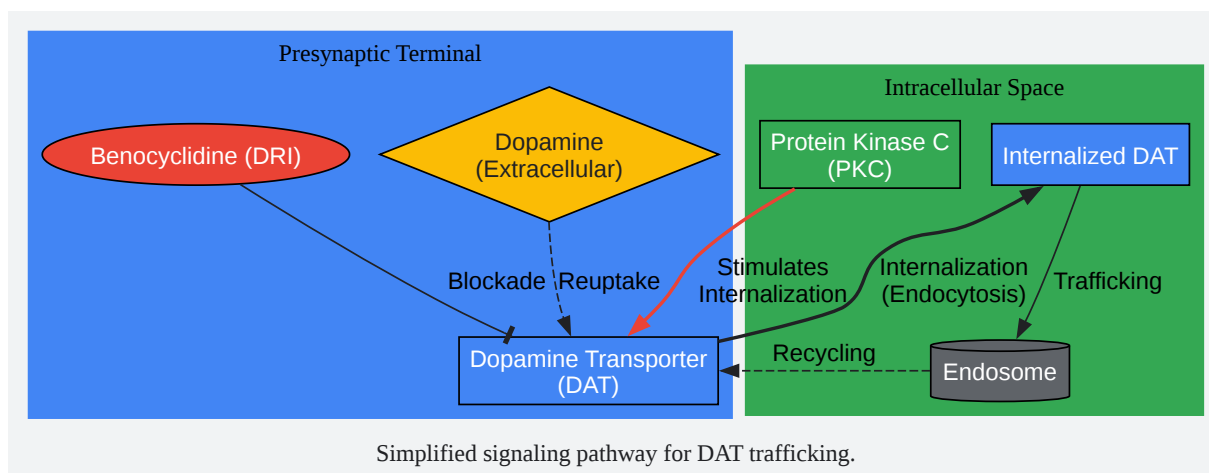 Presynaptic Terminal
Intracellular Space
Benocyclidine (DRI)
Dopamine
(Extracellular)
Protein Kinase C
(PKC)
Internalized DAT
Blockade
Reuptake
Stimulates
Internalization
Internalization
(Endocytosis)
Trafficking
Dopamine Transporter
(DAT)
Recycling
Endosome
Simplified signaling pathway for DAT trafficking.